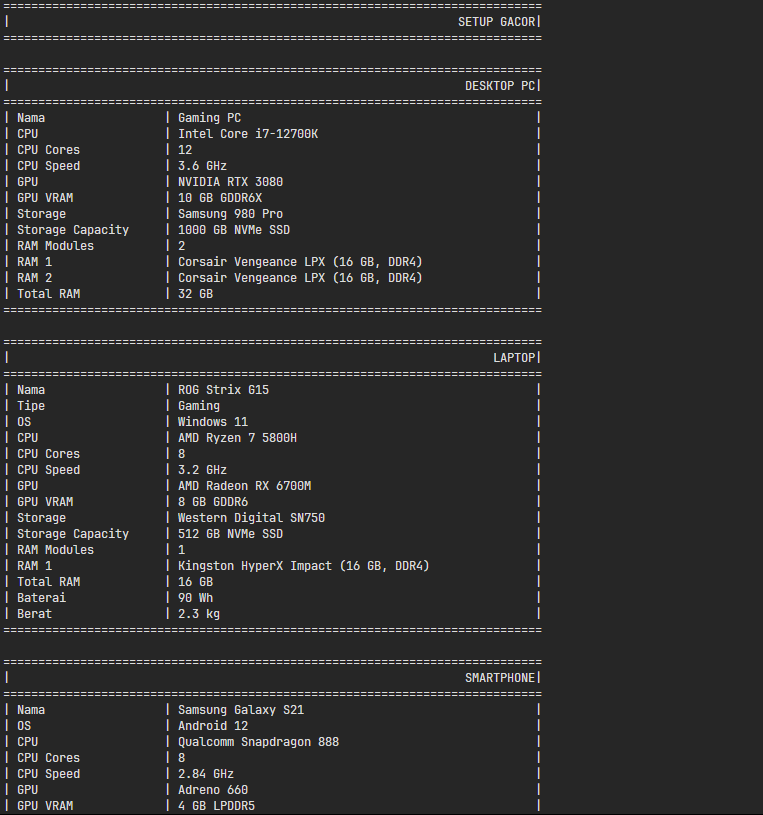 =============================================================================
|                                                                SETUP GACOR|
=============================================================================
=============================================================================
|                                                                 DESKTOP PC|
=============================================================================
| Nama                 | Gaming PC                                          |
| CPU                  | Intel Core i7-12700K                               |
| CPU Cores            | 12                                                 |
| CPU Speed            | 3.6 GHz                                            |
| GPU                  | NVIDIA RTX 3080                                    |
| GPU VRAM             | 10 GB GDDR6X                                       |
| Storage              | Samsung 980 Pro                                    |
| Storage Capacity     | 1000 GB NVMe SSD                                   |
| RAM Modules          | 2                                                  |
| RAM 1                | Corsair Vengeance LPX (16 GB, DDR4)                |
| RAM 2                | Corsair Vengeance LPX (16 GB, DDR4)                |
| Total RAM            | 32 GB                                              |
=============================================================================
=============================================================================
|                                                                     LAPTOP|
=============================================================================
| Nama                 | ROG Strix G15                                      |
| Tipe                 | Gaming                                             |
| OS                   | Windows 11                                         |
| CPU                  | AMD Ryzen 7 5800H                                  |
| CPU Cores            | 8                                                  |
| CPU Speed            | 3.2 GHz                                            |
| GPU                  | AMD Radeon RX 6700M                                |
| GPU VRAM             | 8 GB GDDR6                                         |
| Storage              | Western Digital SN750                              |
| Storage Capacity     | 512 GB NVMe SSD                                    |
| RAM Modules          | 1                                                  |
| RAM 1                | Kingston HyperX Impact (16 GB, DDR4)               |
| Total RAM            | 16 GB                                              |
| Baterai              | 90 Wh                                              |
| Berat                | 2.3 kg                                             |
=============================================================================
=============================================================================
|                                                                 SMARTPHONE|
=============================================================================
| Nama                 | Samsung Galaxy S21                                 |
| OS                   | Android 12                                         |
| CPU                  | Qualcomm Snapdragon 888                            |
| CPU Cores            | 8                                                  |
| CPU Speed            | 2.84 GHz                                           |
| GPU                  | Adreno 660                                         |
| GPU VRAM             | 4 GB LPDDR5                                        |